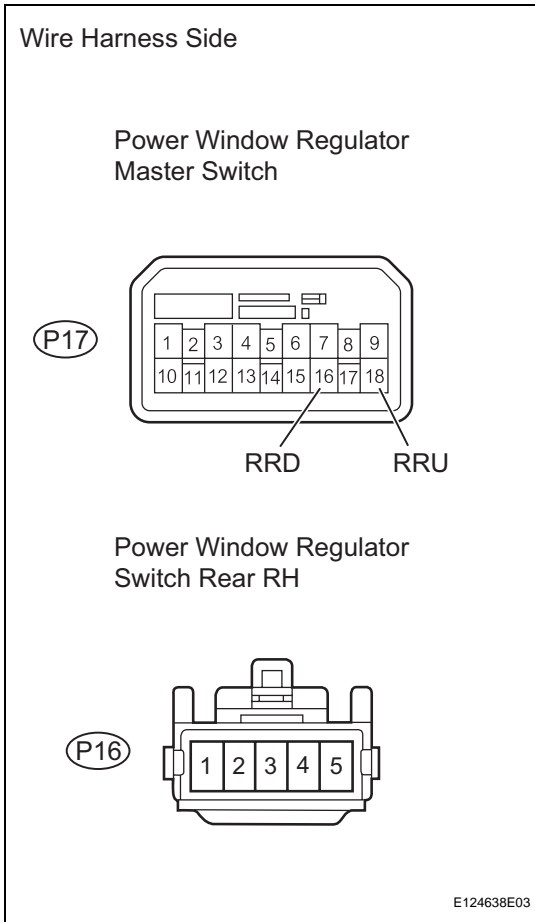 Wire Harness Side
Power Window Regulator
Master Switch
P17
1 2 3 4 5 6 7 8 9
10 11 12 13 14 15 16 17 18
RRD RRU
Power Window Regulator
Switch Rear RH
P16
1 2 3 4 5
E124638E03